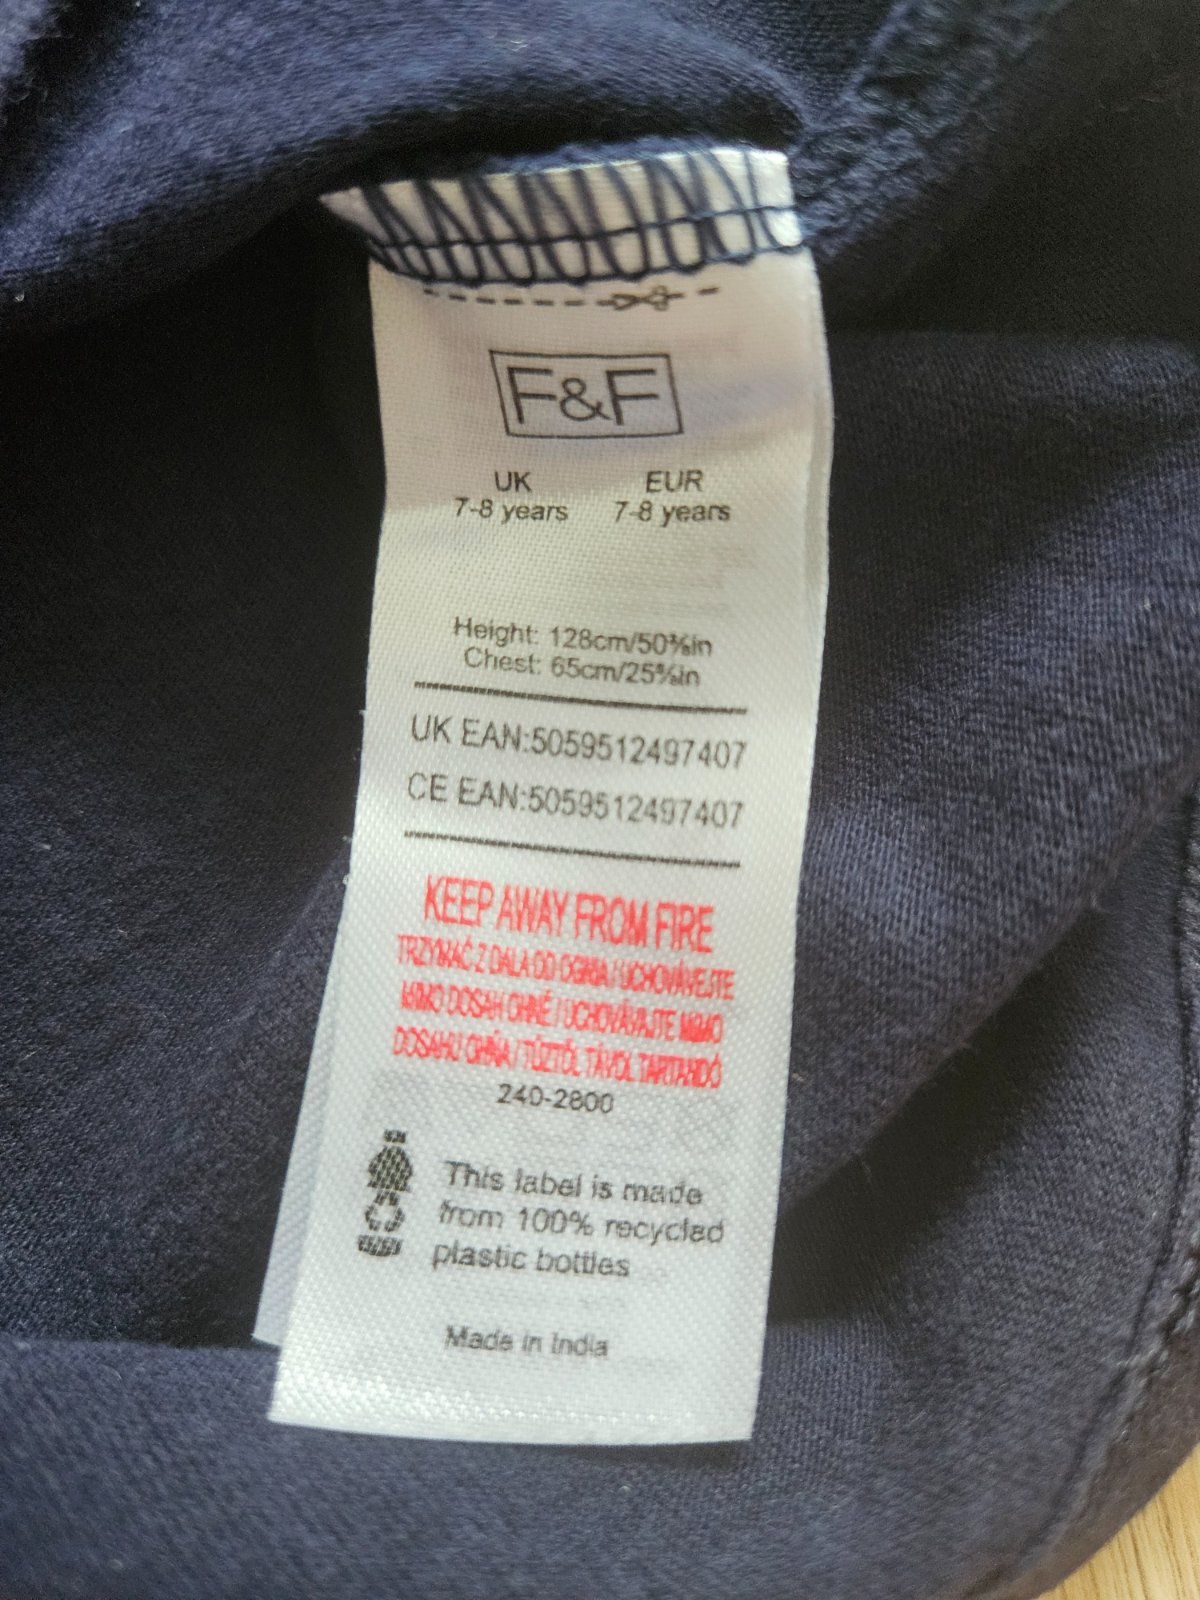 F&F
UK EUR
7-8 years 7-8 years
Height: 128cm/50⅜in
Chest: 65cm/25⅝in
UK EAN:5059512497407
CE EAN:5059512497407
KEEP AWAY FROM FIRE
TRZYMAĆ Z DALA OD OGNIA / UCHOVÁVEJTE
MIMO DOSAH OHNĚ / UCHOVÁVAJTE MIMO
DOSAHU OHŇA / TŰZTŐL TÁVOL TARTANDÓ
240-2800
This label is made
from 100% recycled
plastic bottles
Made in India